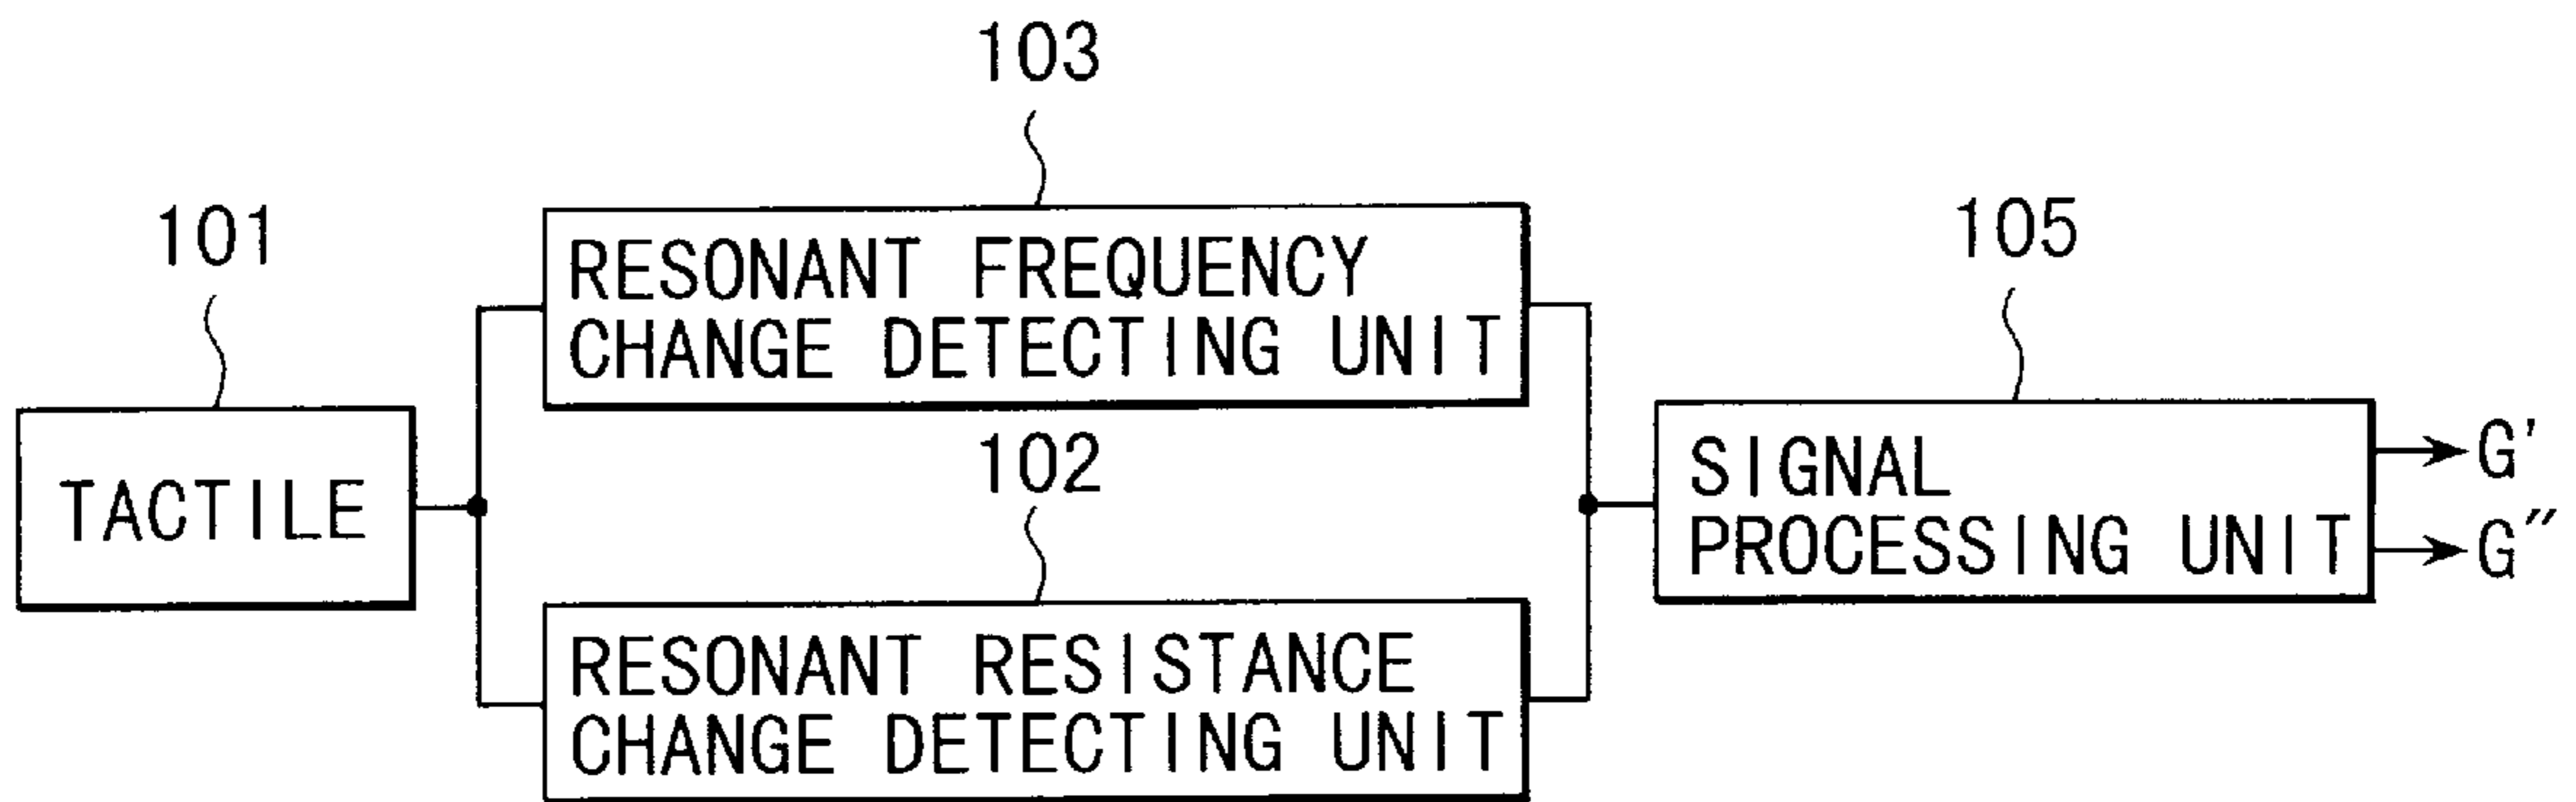 103
101
RESONANT FREQUENCY
CHANGE DETECTING UNIT
105
TACTILE
102
SIGNAL
PROCESSING UNIT
G'
G"
RESONANT RESISTANCE
CHANGE DETECTING UNIT